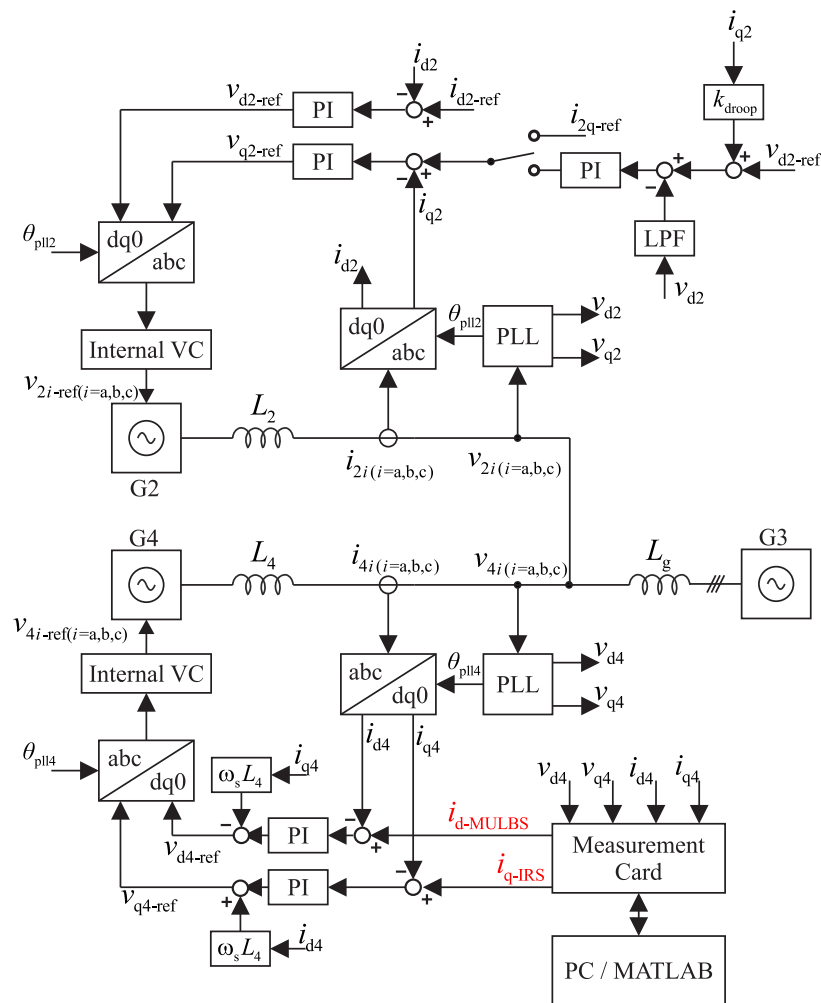 i_q2
i_d2
k_droop
v_d2-ref
PI
i_d2-ref
i_2q-ref
−
+
v_q2-ref
PI
−
+
PI
−
+
+
+
v_d2-ref
i_q2
LPF
θ_pll2
dq0
abc
i_d2
v_d2
dq0
abc
θ_pll2
PLL
v_d2
v_q2
Internal VC
v_2i-ref(i=a,b,c)
L_2
i_2i(i=a,b,c)
v_2i(i=a,b,c)
G2
G4
L_4
i_4i(i=a,b,c)
v_4i(i=a,b,c)
L_g
G3
v_4i-ref(i=a,b,c)
Internal VC
abc
dq0
θ_pll4
PLL
v_d4
v_q4
θ_pll4
abc
dq0
i_d4
i_q4
ω_s L_4
i_q4
v_d4
v_q4
i_d4
i_q4
−
PI
−
+
i_d-MULBS
v_d4-ref
Measurement
Card
PI
−
+
i_q-IRS
+
v_q4-ref
ω_s L_4
i_d4
PC / MATLAB